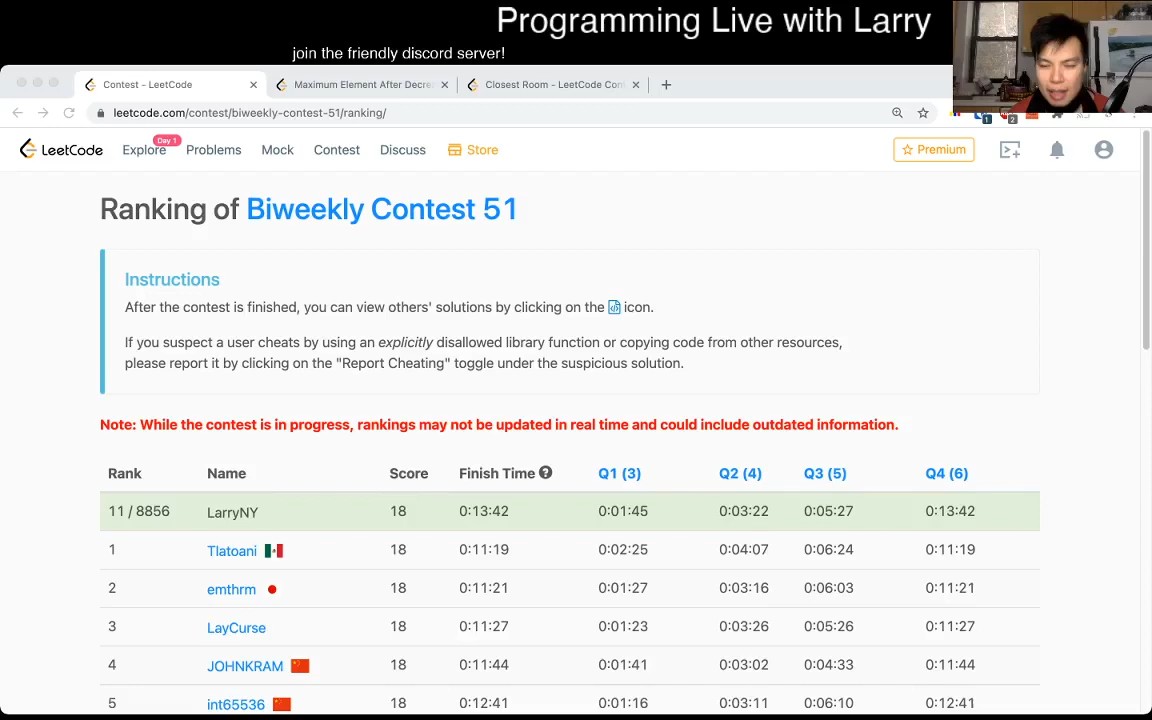 Programming Live with Larry
join the friendly discord server!
Contest - LeetCode
Maximum Element After Decre
Closest Room - LeetCode Con
leetcode.com/contest/biweekly-contest-51/ranking/
LeetCode
Explore
Day 1
Problems
Mock
Contest
Discuss
Store
Premium
Ranking of Biweekly Contest 51
Instructions
After the contest is finished, you can view others' solutions by clicking on the icon.
If you suspect a user cheats by using an explicitly disallowed library function or copying code from other resources,
please report it by clicking on the "Report Cheating" toggle under the suspicious solution.
Note: While the contest is in progress, rankings may not be updated in real time and could include outdated information.
Rank Name Score Finish Time Q1 (3) Q2 (4) Q3 (5) Q4 (6)
11 / 8856 LarryNY 18 0:13:42 0:01:45 0:03:22 0:05:27 0:13:42
1 Tlatoani 18 0:11:19 0:02:25 0:04:07 0:06:24 0:11:19
2 emthrm 18 0:11:21 0:01:27 0:03:16 0:06:03 0:11:21
3 LayCurse 18 0:11:27 0:01:23 0:03:26 0:05:26 0:11:27
4 JOHNKRAM 18 0:11:44 0:01:41 0:03:02 0:04:33 0:11:44
5 int65536 18 0:12:41 0:01:16 0:03:11 0:06:10 0:12:41